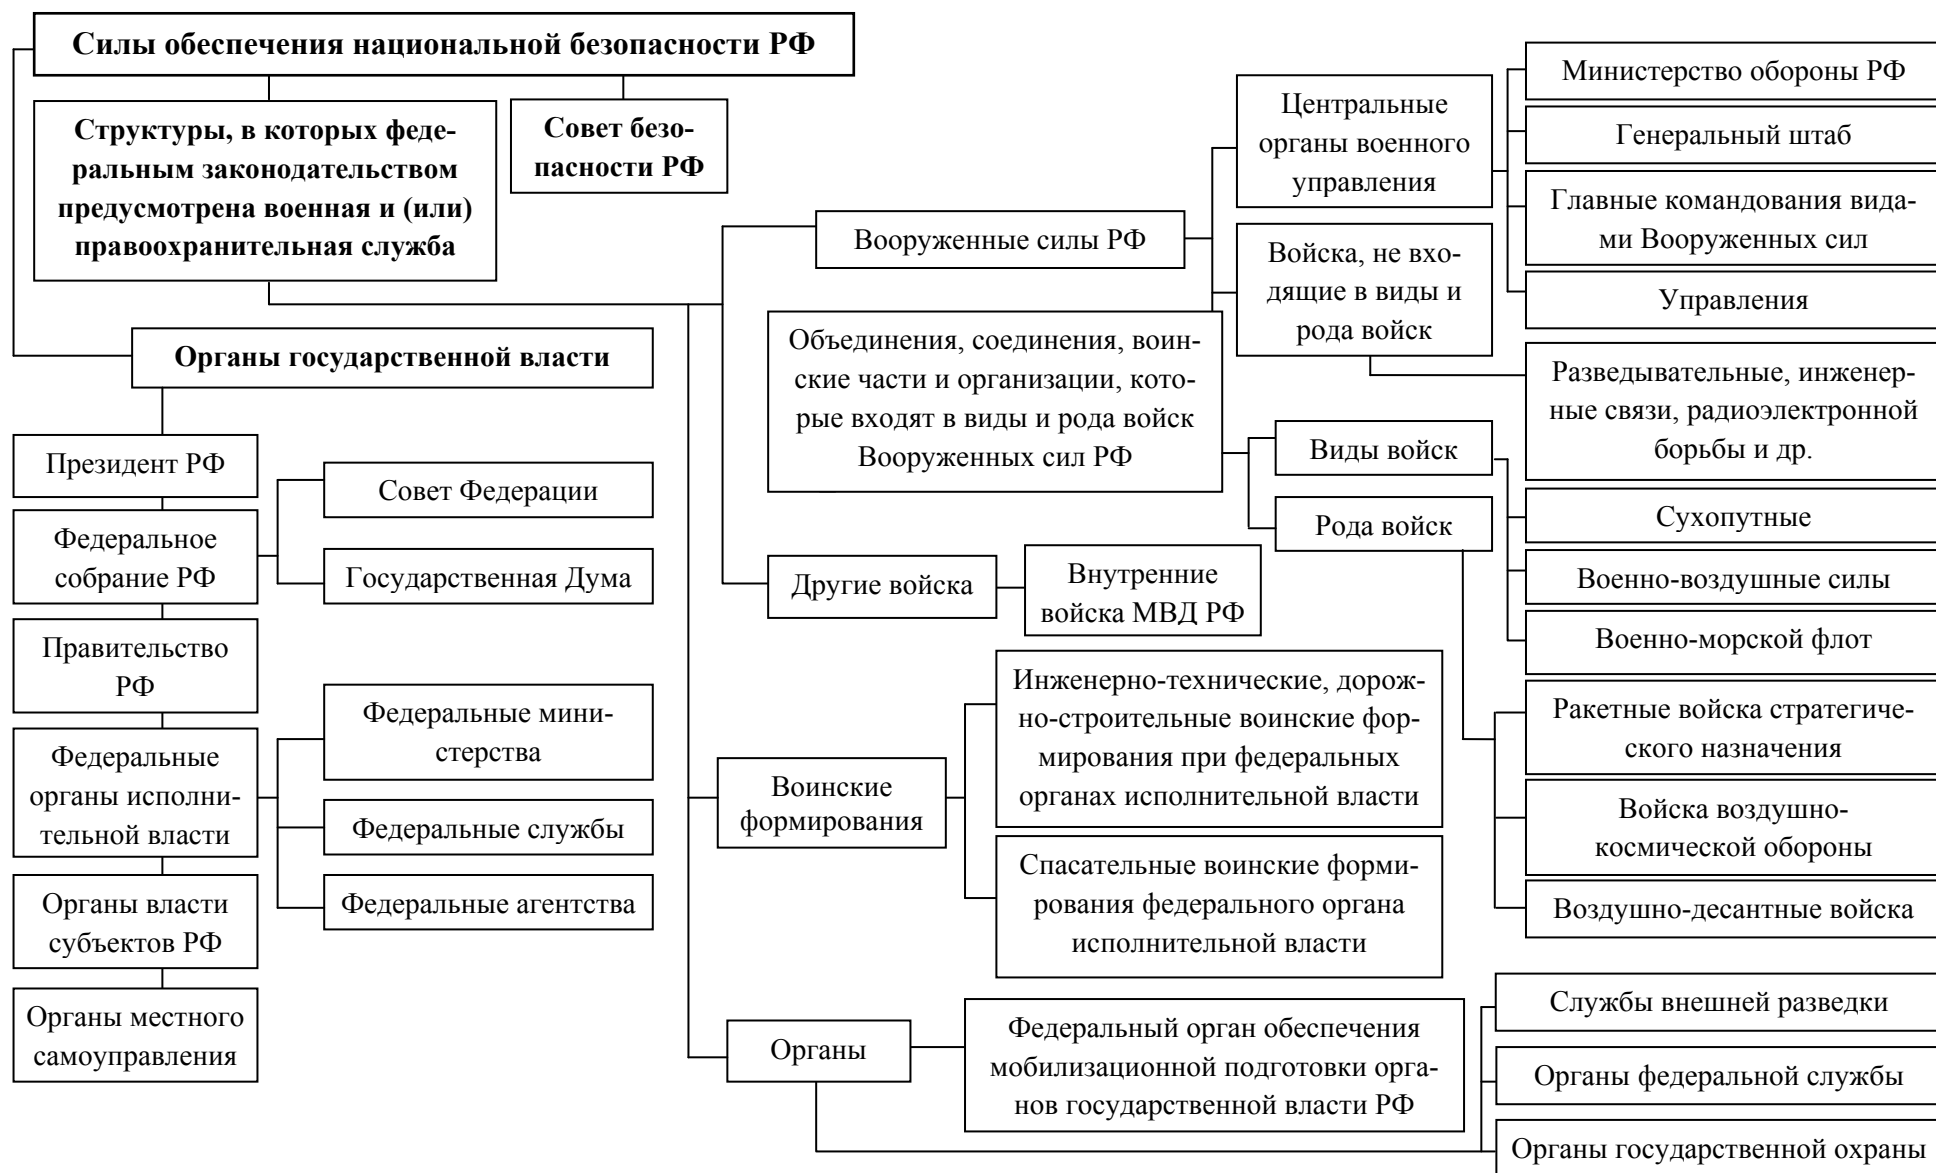 Силы обеспечения национальной безопасности РФ
Структуры, в которых феде-
ральным законодательством
предусмотрена военная и (или)
правоохранительная служба
Совет безо-
пасности РФ
Органы государственной власти
Президент РФ
Федеральное
собрание РФ
Совет Федерации
Государственная Дума
Правительство
РФ
Федеральные
органы исполни-
тельной власти
Федеральные мини-
стерства
Федеральные службы
Федеральные агентства
Органы власти
субъектов РФ
Органы местного
самоуправления
Вооруженные силы РФ
Центральные
органы военного
управления
Министерство обороны РФ
Генеральный штаб
Главные командования вида-
ми Вооруженных сил
Управления
Войска, не вхо-
дящие в виды и
рода войск
Разведывательные, инженер-
ные связи, радиоэлектронной
борьбы и др.
Объединения, соединения, воин-
ские части и организации, кото-
рые входят в виды и рода войск
Вооруженных сил РФ
Виды войск
Сухопутные
Военно-воздушные силы
Военно-морской флот
Рода войск
Ракетные войска стратегиче-
ского назначения
Войска воздушно-
космической обороны
Воздушно-десантные войска
Другие войска
Внутренние
войска МВД РФ
Воинские
формирования
Инженерно-технические, дорож-
но-строительные воинские фор-
мирования при федеральных
органах исполнительной власти
Спасательные воинские форми-
рования федерального органа
исполнительной власти
Органы
Федеральный орган обеспечения
мобилизационной подготовки орга-
нов государственной власти РФ
Службы внешней разведки
Органы федеральной службы
Органы государственной охраны